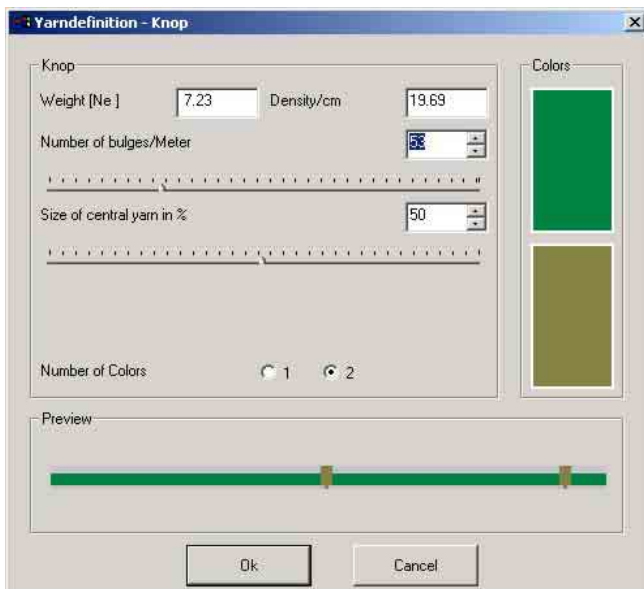 Yarndefinition - Knop
Knop
Colors
Weight [Ne ] 7.23 Density/cm 19.69
Number of bulges/Meter 53
Size of central yarn in % 50
Number of Colors 1 2
Preview
Ok Cancel